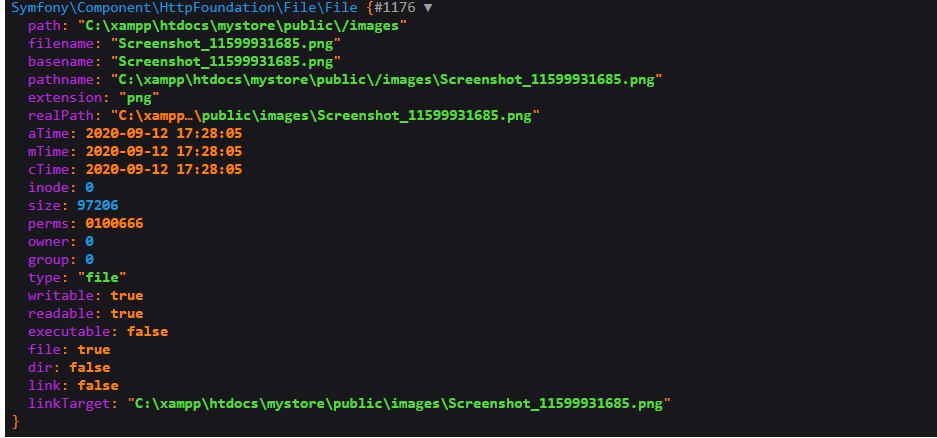 Symfony\Component\HttpFoundation\File\File {#1176 ▼
path: "C:\xampp\htdocs\mystore\public\/images"
filename: "Screenshot_11599931685.png"
basename: "Screenshot_11599931685.png"
pathname: "C:\xampp\htdocs\mystore\public\/images\Screenshot_11599931685.png"
extension: "png"
realPath: "C:\xampp…\public\images\Screenshot_11599931685.png"
aTime: 2020-09-12 17:28:05
mTime: 2020-09-12 17:28:05
cTime: 2020-09-12 17:28:05
inode: 0
size: 97206
perms: 0100666
owner: 0
group: 0
type: "file"
writable: true
readable: true
executable: false
file: true
dir: false
link: false
linkTarget: "C:\xampp\htdocs\mystore\public\images\Screenshot_11599931685.png"
}